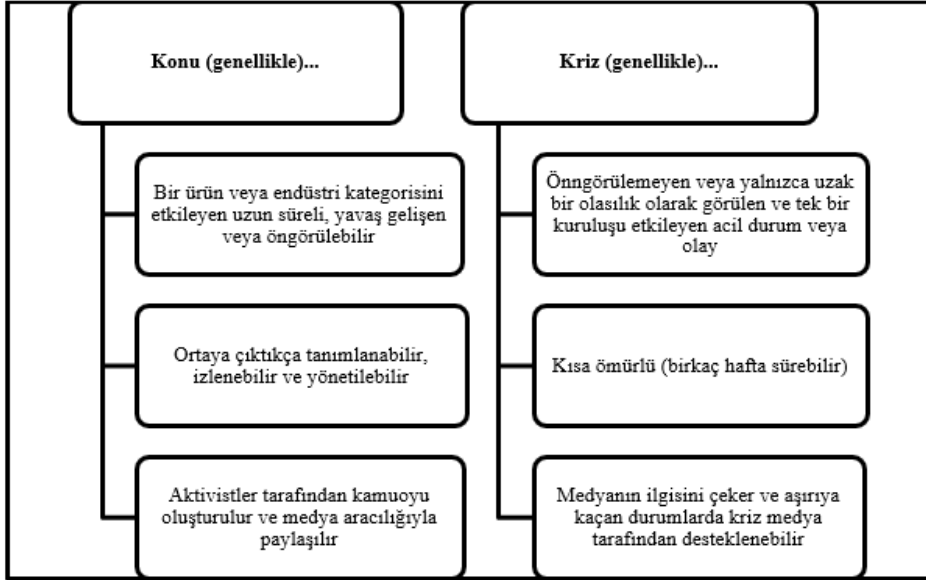 Konu (genellikle)...
Bir ürün veya endüstri kategorisini
etkileyen uzun süreli, yavaş gelişen
veya öngörülebilir
Ortaya çıktıkça tanımlanabilir,
izlenebilir ve yönetilebilir
Aktivistler tarafından kamuoyu
oluşturulur ve medya aracılığıyla
paylaşılır
Kriz (genellikle)...
Önngörülemeyen veya yalnızca uzak
bir olasılık olarak görülen ve tek bir
kuruluşu etkileyen acil durum veya
olay
Kısa ömürlü (birkaç hafta sürebilir)
Medyanın ilgisini çeker ve aşırıya
kaçan durumlarda kriz medya
tarafından desteklenebilir